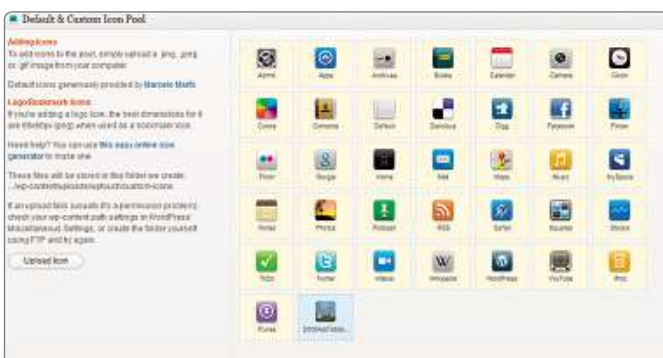 Default & Custom Icon Pool
Adding Icons
To add icons to the pool, simply upload a .png, .jpeg
or .gif image from your computer.
Default icons generously provided by Marcelo Marfil.
Logo/Bookmark Icons
If you're adding a logo icon, the best dimensions for it
are (png) when used as a bookmark icon.
Need help? You can use this easy online icon
generator to make one.
These files will be stored in this folder we create:
.../wp-content/uploads/wptouch/custom-icons
If an upload fails (usually it's a permission problem)
check your wp-content path settings in WordPress'
Miscellaneous Settings, or create the folder yourself
using FTP and try again.
Upload Icon
Apps Archives Books Calendar Camera Clock
Colors Contacts Default Delicious Digg Facebook Finder
Flickr Google Home Mail Maps Music MySpace
Notes Photos Podcast RSS Safari Stocks
ToDo Twitter Videos Wikipedia WordPress YouTube
iTunes